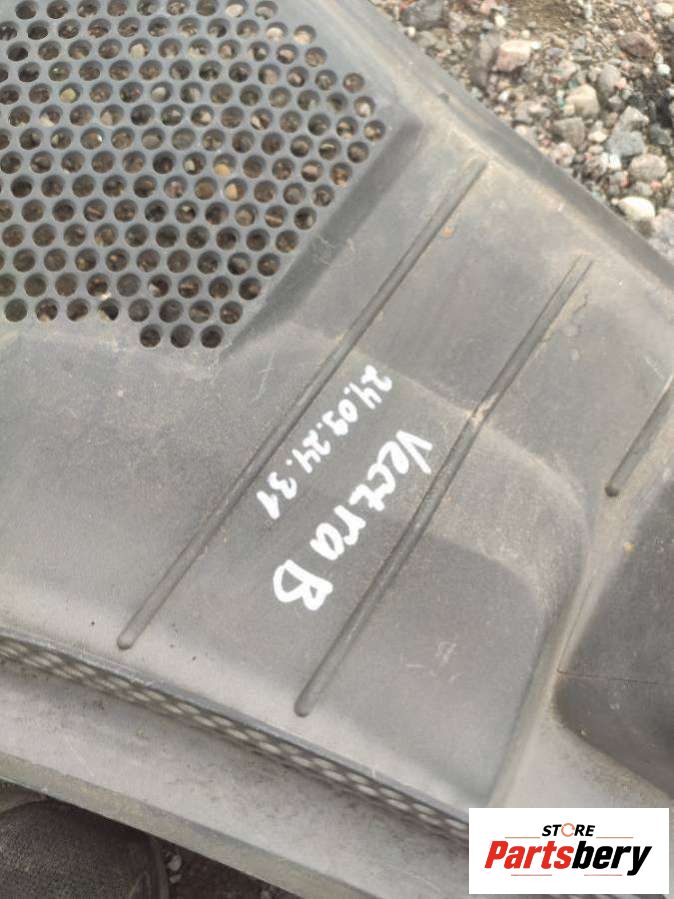 Vectra B
24.09.24.31
STORE
Partsbery